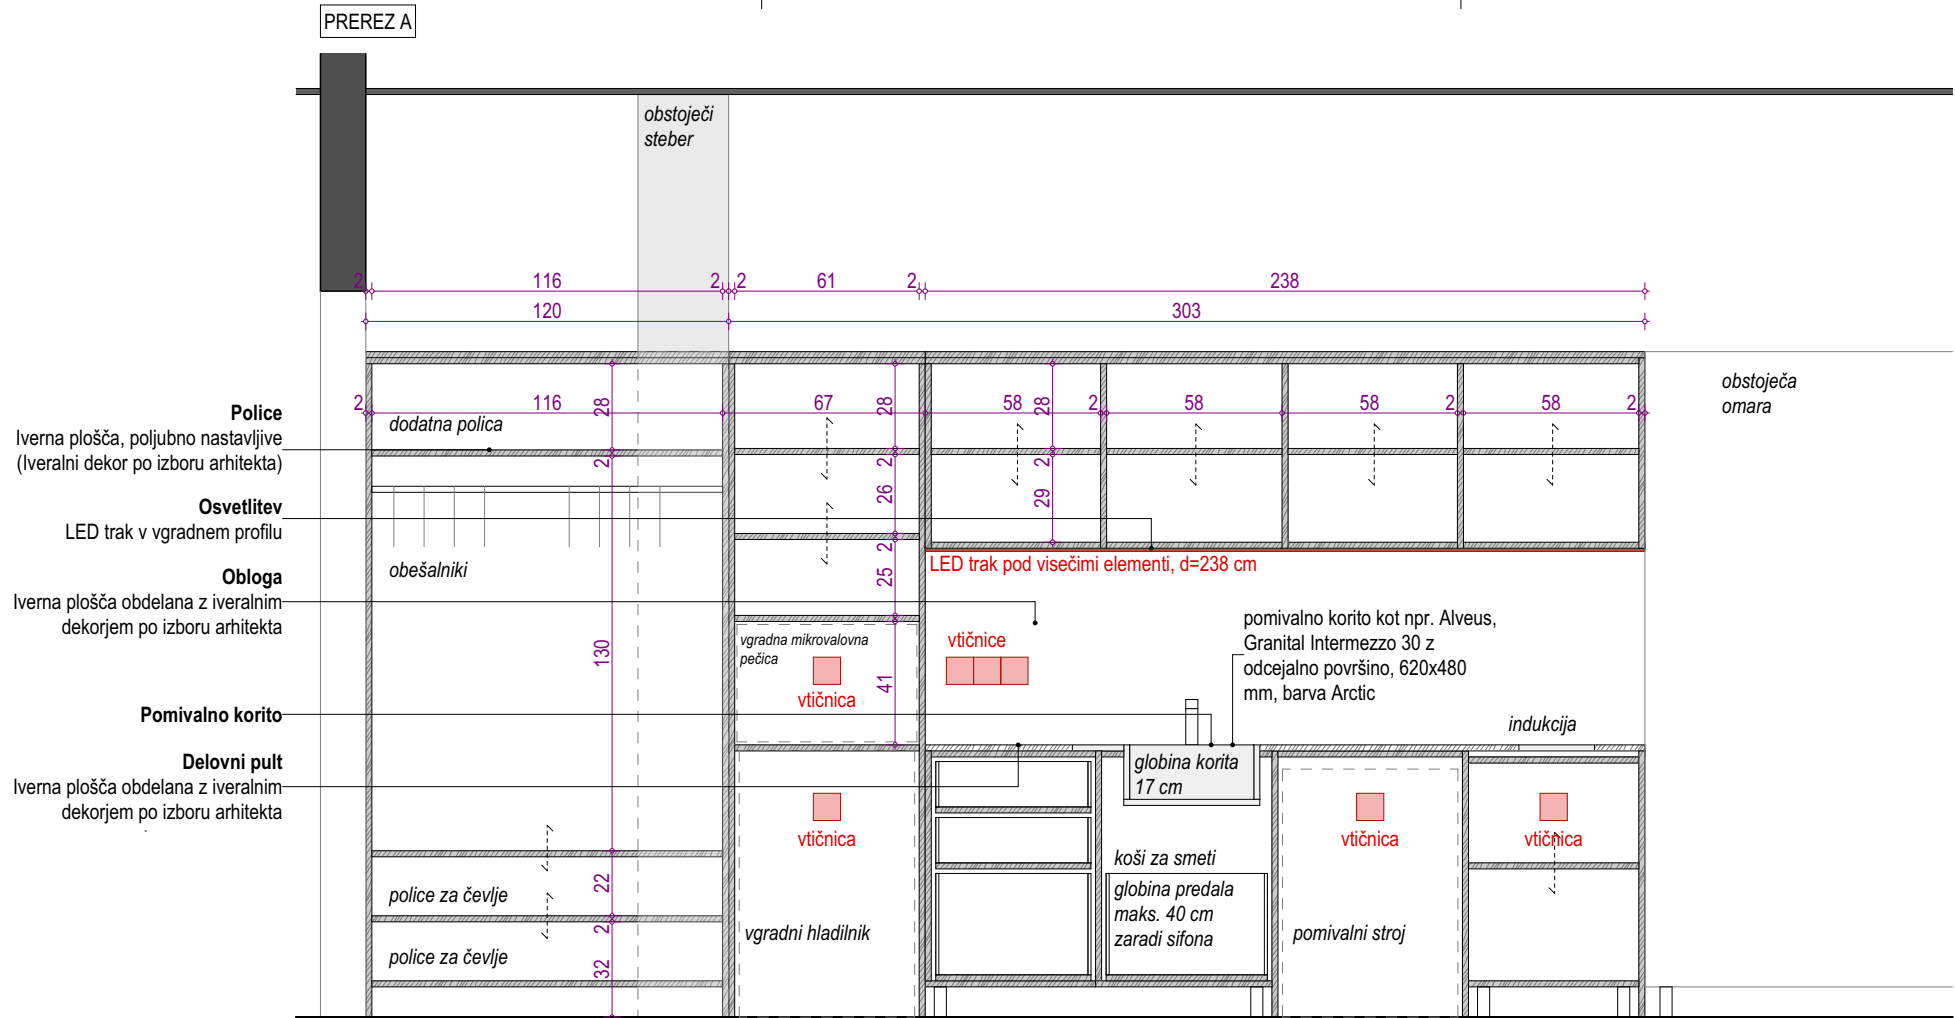 PREREZ A
obstoječi
steber
2
116
2
2
61
2
238
120
303
Police
Iverna plošča, poljubno nastavljive
(Iveralni dekor po izboru arhitekta)
Osvetlitev
LED trak v vgradnem profilu
Obloga
Iverna plošča obdelana z iveralnim
dekorjem po izboru arhitekta
Pomivalno korito
Delovni pult
Iverna plošča obdelana z iveralnim
dekorjem po izboru arhitekta
2
116
67
58
2
58
58
2
58
2
28
2
130
22
2
32
28
2
26
2
25
41
28
2
29
dodatna polica
obešalniki
police za čevlje
police za čevlje
vgradna mikrovalovna
pečica
vtičnica
vtičnica
vgradni hladilnik
LED trak pod visečimi elementi, d=238 cm
vtičnice
pomivalno korito kot npr. Alveus,
Granital Intermezzo 30 z
odcejalno površino, 620x480
mm, barva Arctic
indukcija
globina korita
17 cm
koši za smeti
globina predala
maks. 40 cm
zaradi sifona
vtičnica
pomivalni stroj
vtičnica
obstoječa
omara